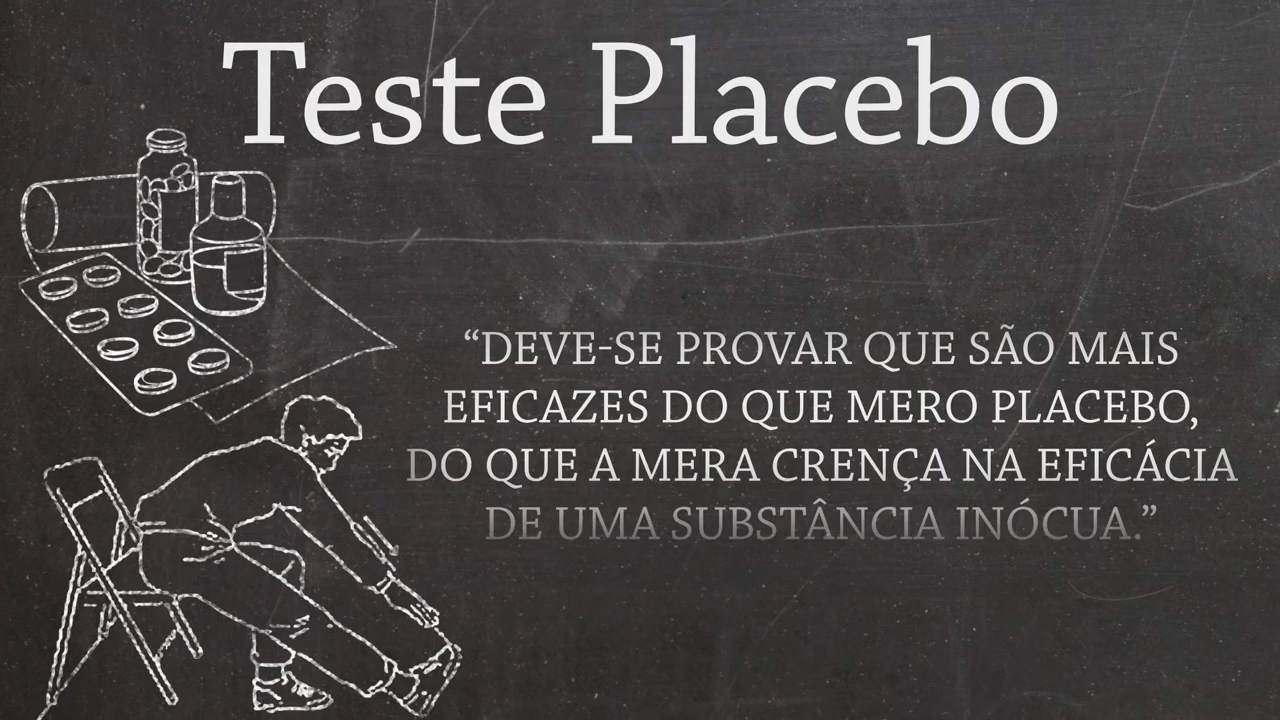 Teste Placebo
“DEVE-SE PROVAR QUE SÃO MAIS
EFICAZES DO QUE MERO PLACEBO,
DO QUE A MERA CRENÇA NA EFICÁCIA
DE UMA SUBSTÂNCIA INÓCUA.”